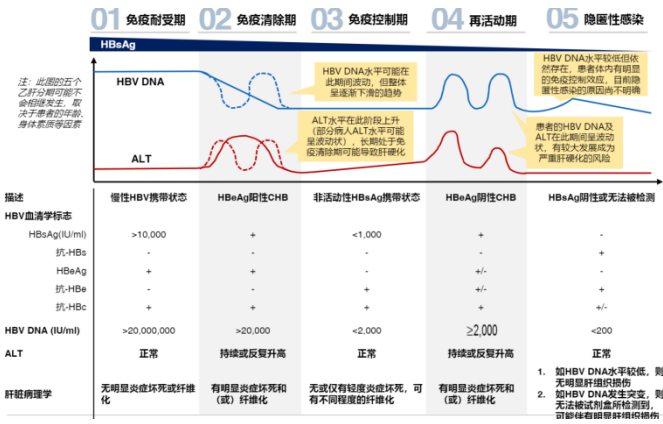 01 免疫耐受期 02 免疫清除期 03 免疫控制期 04 再活动期 05 隐匿性感染
HBsAg
注：此图的五个
乙肝分期可能不
会相继发生，取
决于患者的年龄、
身体素质等因素
HBV DNA
HBV DNA水平可能在
此期间波动，但整体
呈逐渐下滑的趋势
HBV DNA水平较低但依
然存在，患者体内有明显
的免疫控制效应，目前隐
匿性感染的原因尚不明确
ALT
ALT水平在此阶段上升
（部分病人ALT水平可能
呈波动状）、长期处于免
疫清除期可能导致肝硬化
患者的HBV DNA及
ALT在此期间呈波动
状，有较大发展成为
严重肝硬化的风险
描述 慢性HBV携带状态 HBeAg阳性CHB 非活动性HBsAg携带状态 HBeAg阴性CHB HBsAg阴性或无法被检测
HBV血清学标志
HBsAg(IU/ml) >10,000 + <1,000 + -
抗-HBs - - - - +
HBeAg + + - +/- -
抗-HBe - - + +/- +
抗-HBc + + + + +/-
HBV DNA (IU/ml) >20,000,000 >20,000 <2,000 ≥2,000 <200
ALT 正常 持续或反复升高 正常 持续或反复升高 正常
肝脏病理学
无明显炎症坏死或纤维
化
有明显炎症坏死和
（或）纤维化
无或仅有轻度炎症坏死，可
有不同程度的纤维化
有明显炎症坏死和
（或）纤维化
1. 如HBV DNA水平较低，则
无明显肝组织损伤
2. 如HBV DNA发生突变，则
无法被试剂盒所检测到，
可能伴有明显肝组织损伤